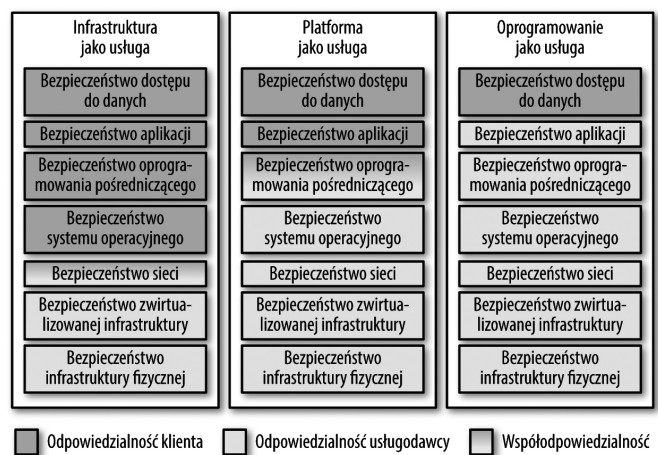 Infrastruktura
jako usługa
Bezpieczeństwo dostępu
do danych
Bezpieczeństwo aplikacji
Bezpieczeństwo oprogra-
mowania pośredniczącego
Bezpieczeństwo
systemu operacyjnego
Bezpieczeństwo sieci
Bezpieczeństwo zwirtua-
lizowanej infrastruktury
Bezpieczeństwo
infrastruktury fizycznej
Platforma
jako usługa
Bezpieczeństwo dostępu
do danych
Bezpieczeństwo aplikacji
Bezpieczeństwo oprogra-
mowania pośredniczącego
Bezpieczeństwo
systemu operacyjnego
Bezpieczeństwo sieci
Bezpieczeństwo zwirtua-
lizowanej infrastruktury
Bezpieczeństwo
infrastruktury fizycznej
Oprogramowanie
jako usługa
Bezpieczeństwo dostępu
do danych
Bezpieczeństwo aplikacji
Bezpieczeństwo oprogra-
mowania pośredniczącego
Bezpieczeństwo
systemu operacyjnego
Bezpieczeństwo sieci
Bezpieczeństwo zwirtua-
lizowanej infrastruktury
Bezpieczeństwo
infrastruktury fizycznej
Odpowiedzialność klienta
Odpowiedzialność usługodawcy
Współodpowiedzialność